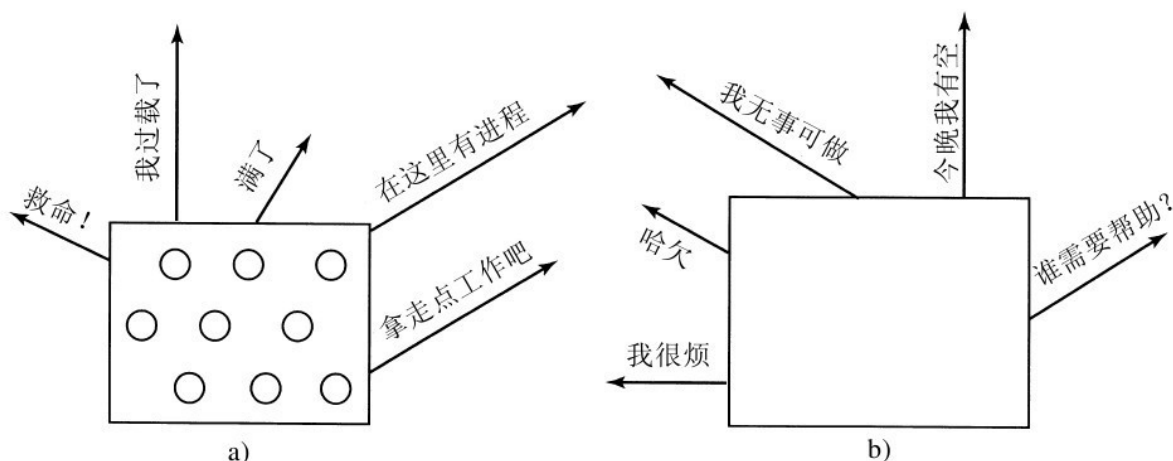 我过载了
满了
在这里有进程
救命！
拿走点工作吧
a)
我无事可做
今晚我有空
哈欠
谁需要帮助？
我很烦
b)